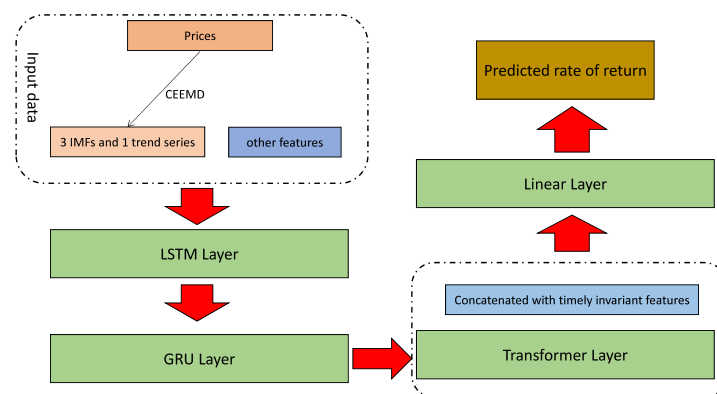 Input data
Prices
CEEMD
3 IMFs and 1 trend series
other features
LSTM Layer
GRU Layer
Transformer Layer
Concatenated with timely invariant features
Linear Layer
Predicted rate of return